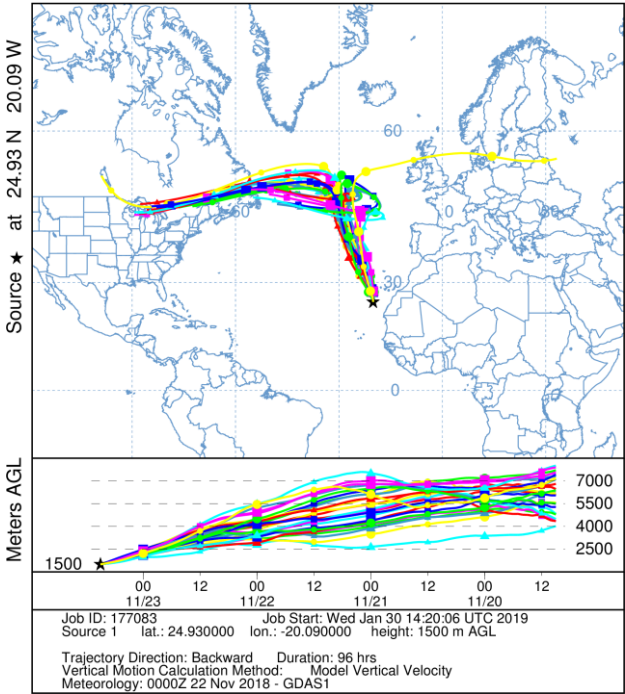 Source ★ at 24.93 N 20.09 W
60
30
0
Meters AGL
7000
5500
4000
2500
1500
00 12 00 12 00 12 00 12
11/23 11/22 11/21 11/20
Job ID: 177083 Job Start: Wed Jan 30 14:20:06 UTC 2019
Source 1 lat.: 24.930000 lon.: -20.090000 height: 1500 m AGL
Trajectory Direction: Backward Duration: 96 hrs
Vertical Motion Calculation Method: Model Vertical Velocity
Meteorology: 0000Z 22 Nov 2018 - GDAS1